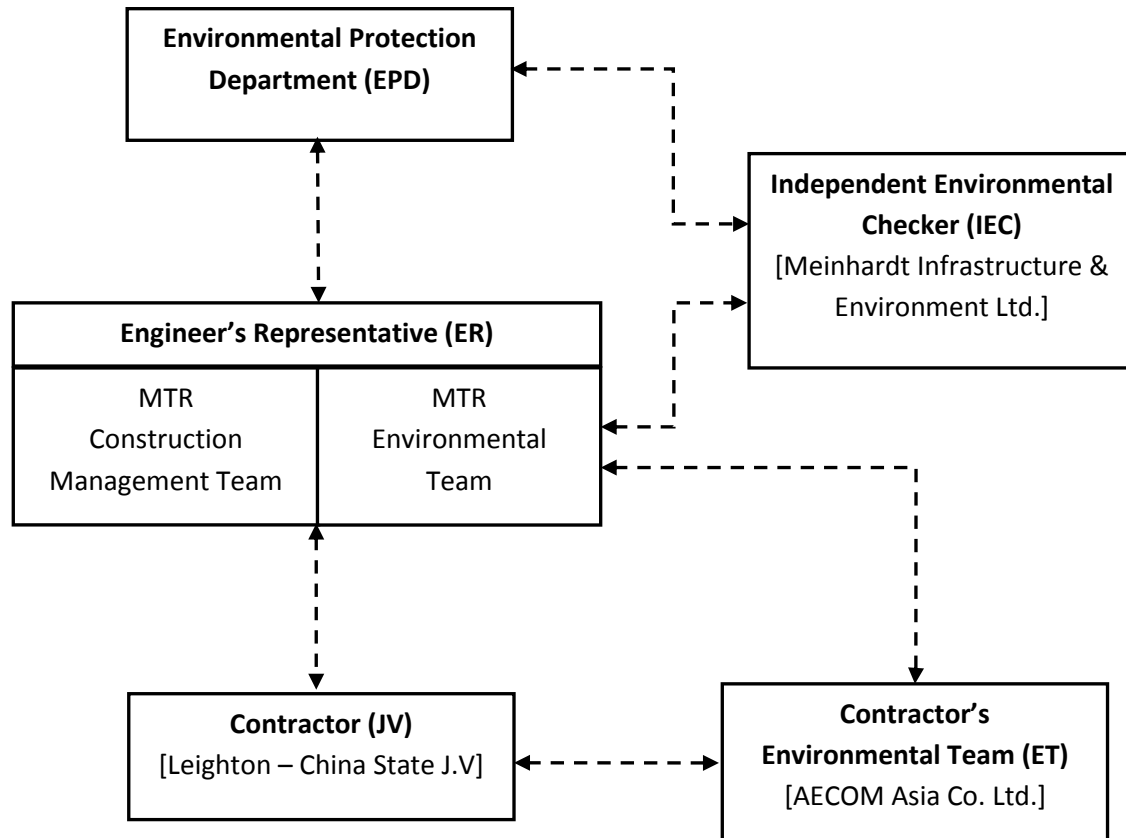 Environmental Protection
Department (EPD)
Independent Environmental
Checker (IEC)
[Meinhardt Infrastructure &
Environment Ltd.]
Engineer’s Representative (ER)
MTR
Construction
Management Team
MTR
Environmental
Team
Contractor (JV)
[Leighton – China State J.V]
Contractor’s
Environmental Team (ET)
[AECOM Asia Co. Ltd.]